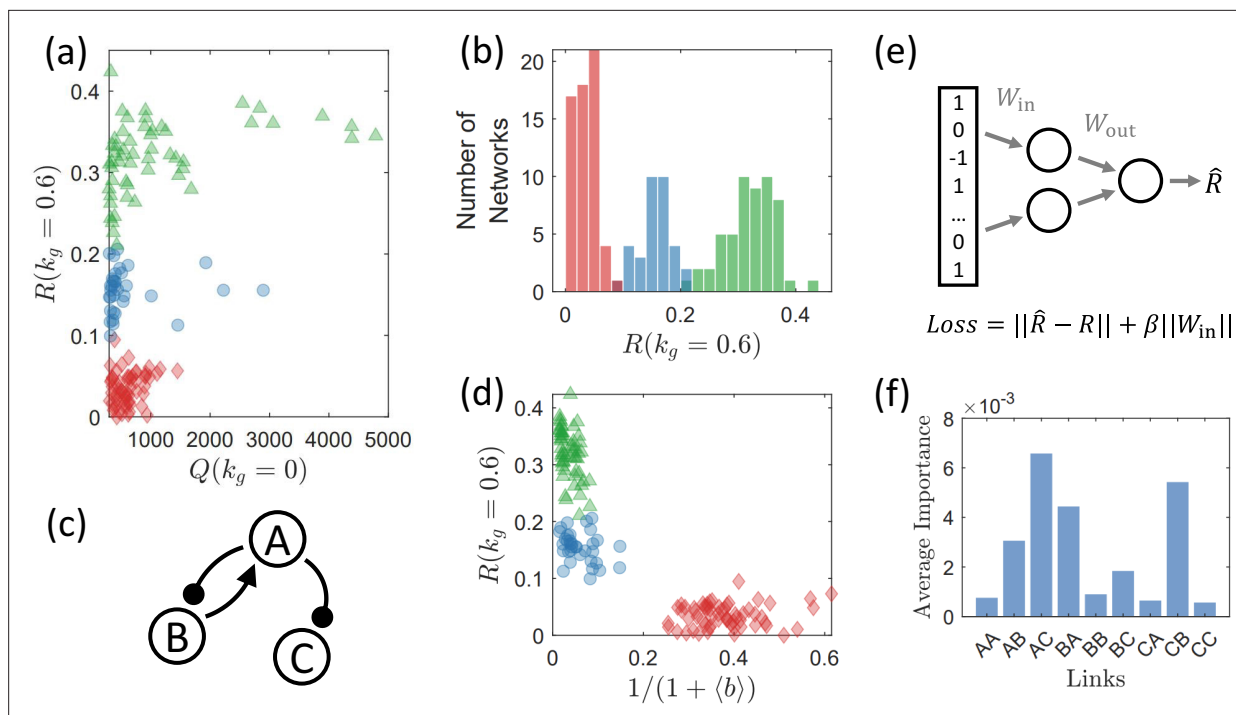 (a)
0.4
0.3
0.2
0.1
0
R(k_g = 0.6)
1000 2000 3000 4000 5000
Q(k_g = 0)
(b)
20
15
10
5
0
Number of
Networks
0 0.2 0.4
R(k_g = 0.6)
(e)
1
0
-1
1
...
0
1
W_in
W_out
R̂
Loss = ||R̂ − R|| + β||W_in||
(c)
A
B
C
(d)
0.4
0.3
0.2
0.1
0
R(k_g = 0.6)
0 0.2 0.4 0.6
1/(1 + ⟨b⟩)
(f)
×10⁻³
8
6
4
2
0
Average Importance
AA AB AC BA BB BC CA CB CC
Links